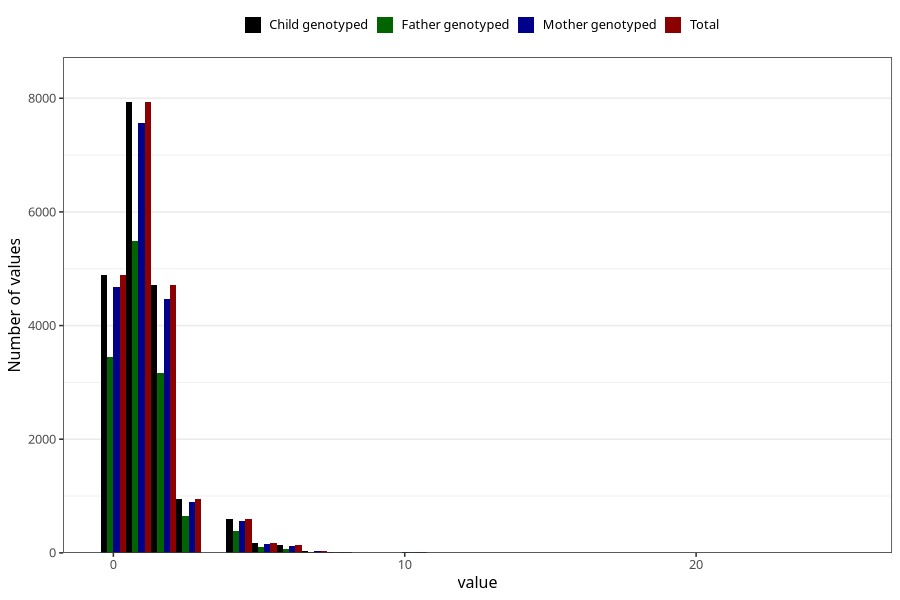 Child genotyped Father genotyped Mother genotyped Total
8000
6000
4000
2000
0
0 10 20
value
Number of values